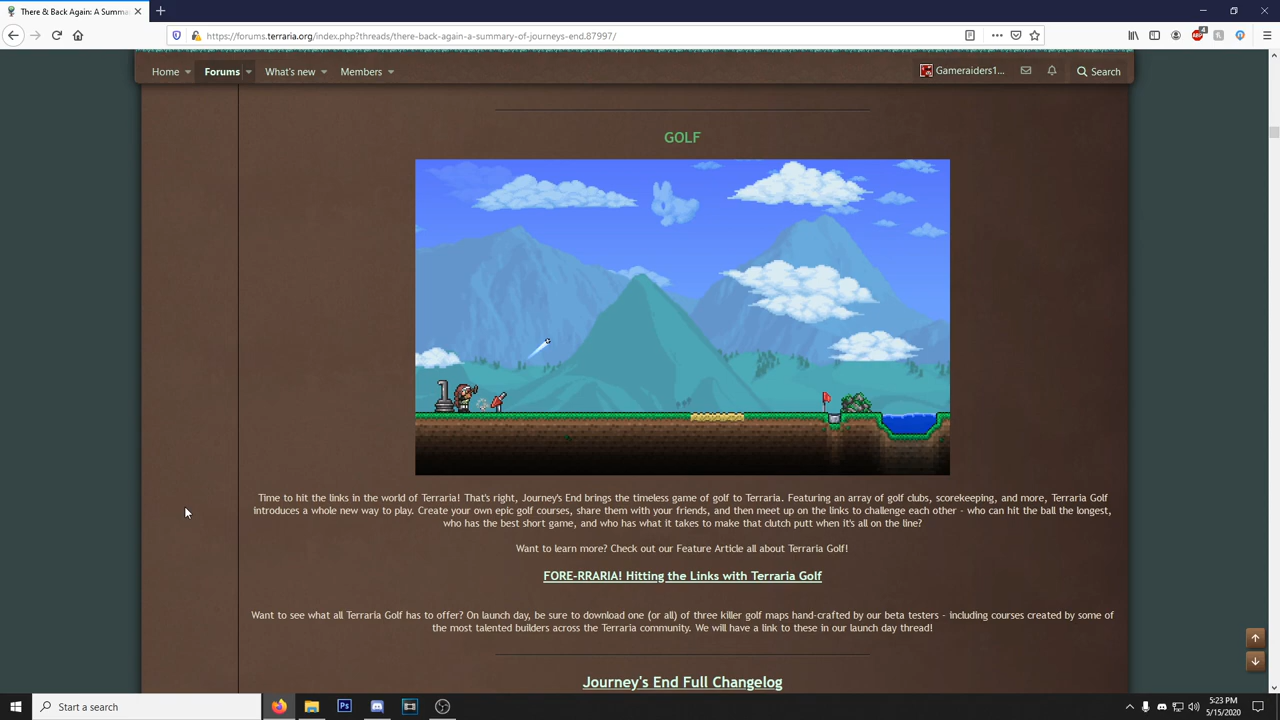 There & Back Again: A Summa
https://forums.terraria.org/index.php?threads/there-back-again-a-summary-of-journeys-end.87997/
Home Forums What's new Members Gameraiders1... Search
GOLF
Time to hit the links in the world of Terraria! That's right, Journey's End brings the timeless game of golf to Terraria. Featuring an array of golf clubs, scorekeeping, and more, Terraria Golf
introduces a whole new way to play. Create your own epic golf courses, share them with your friends, and then meet up on the links to challenge each other - who can hit the ball the longest,
who has the best short game, and who has what it takes to make that clutch putt when it's all on the line?
Want to learn more? Check out our Feature Article all about Terraria Golf!
FORE-RRARIA! Hitting the Links with Terraria Golf
Want to see what all Terraria Golf has to offer? On launch day, be sure to download one (or all) of three killer golf maps hand-crafted by our beta testers - including courses created by some of
the most talented builders across the Terraria community. We will have a link to these in our launch day thread!
Journey's End Full Changelog
Start a search
Ps
5:23 PM
5/15/2020